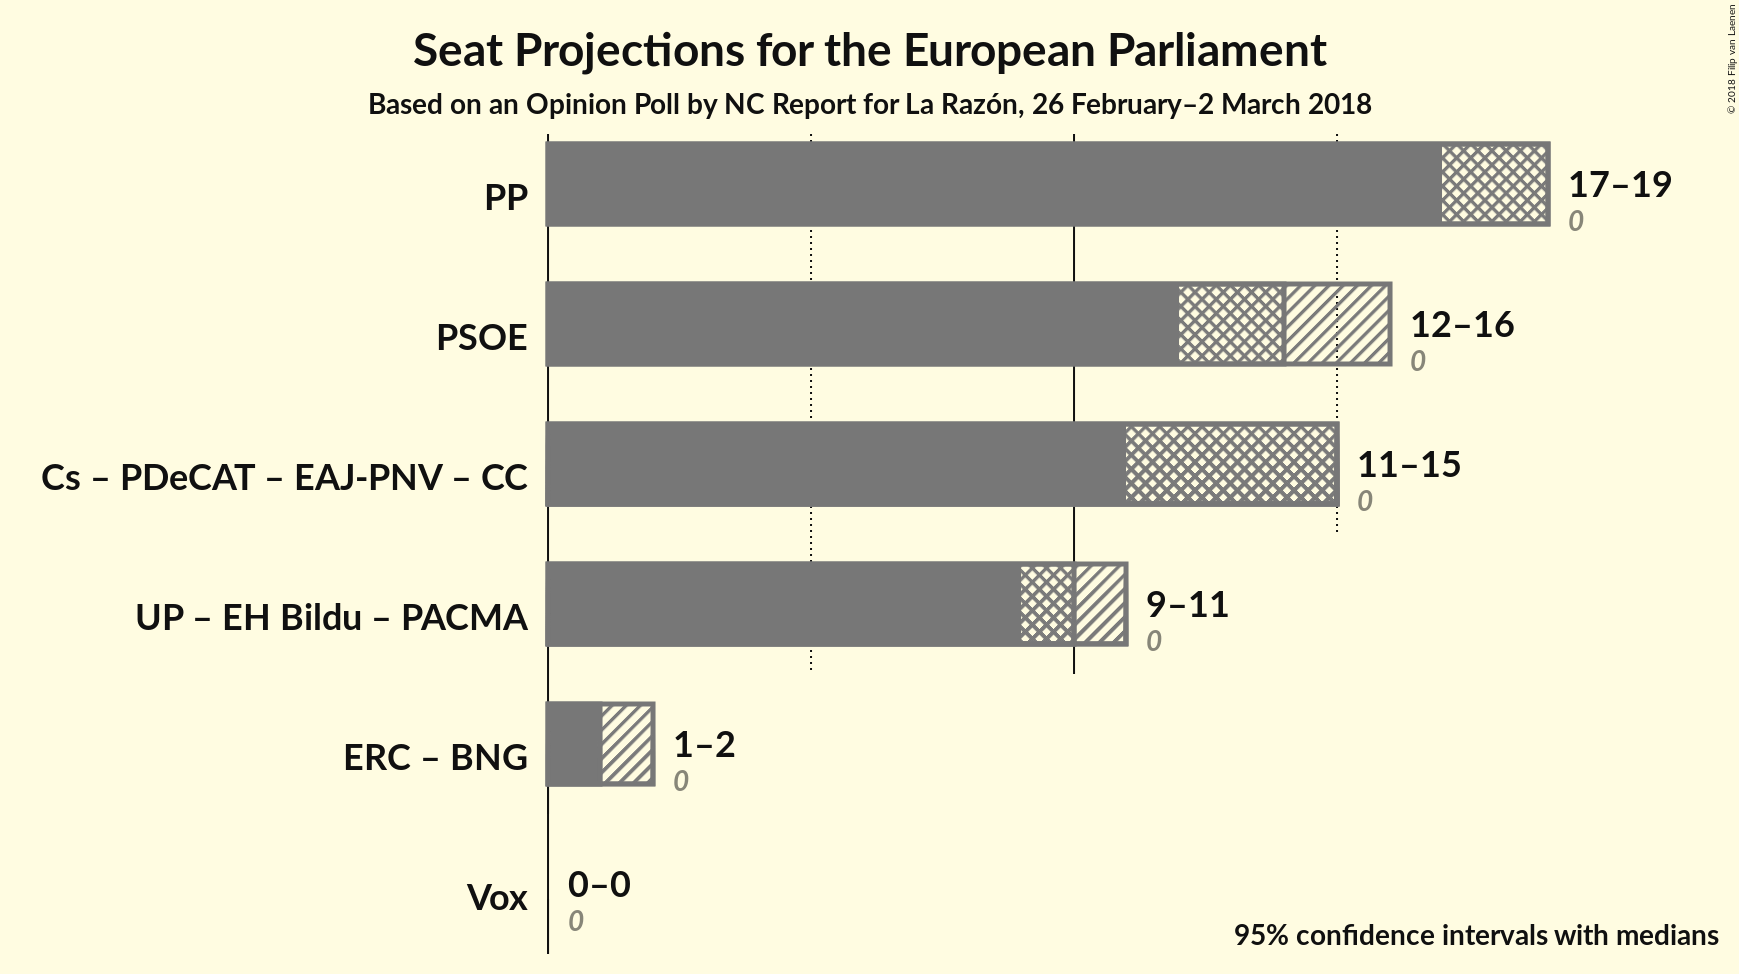 Seat Projections for the European Parliament
Based on an Opinion Poll by NC Report for La Razón, 26 February–2 March 2018
© 2018 Filip van Laenen
PP
17–19
0
PSOE
12–16
0
Cs – PDeCAT – EAJ-PNV – CC
11–15
0
UP – EH Bildu – PACMA
9–11
0
ERC – BNG
1–2
0
Vox
0–0
0
95% confidence intervals with medians